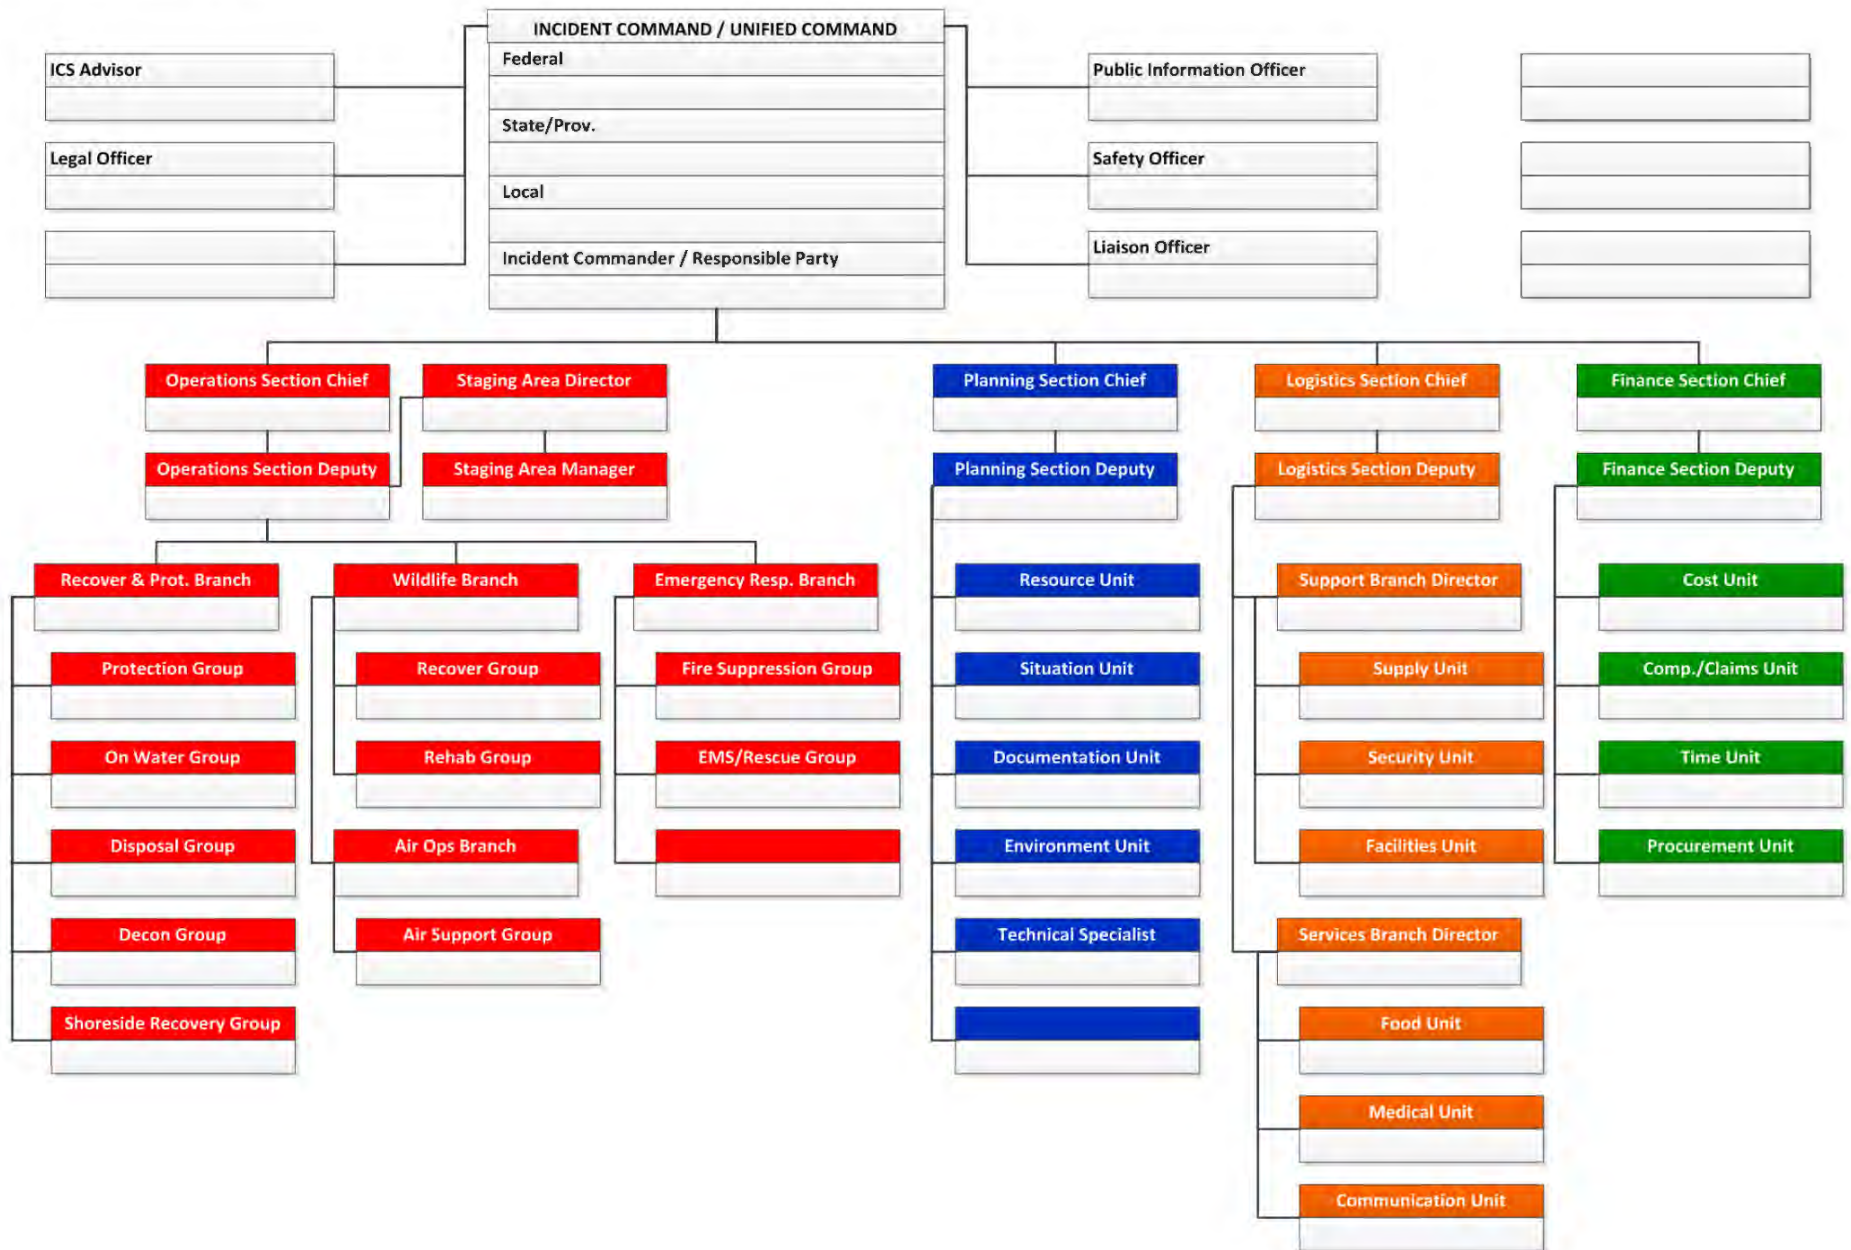 INCIDENT COMMAND / UNIFIED COMMAND
Federal
State/Prov.
Local
Incident Commander / Responsible Party
ICS Advisor
Legal Officer
Public Information Officer
Safety Officer
Liaison Officer
Operations Section Chief
Staging Area Director
Operations Section Deputy
Staging Area Manager
Recover & Prot. Branch
Protection Group
On Water Group
Disposal Group
Decon Group
Shoreside Recovery Group
Wildlife Branch
Recover Group
Rehab Group
Air Ops Branch
Air Support Group
Emergency Resp. Branch
Fire Suppression Group
EMS/Rescue Group
Planning Section Chief
Planning Section Deputy
Resource Unit
Situation Unit
Documentation Unit
Environment Unit
Technical Specialist
Logistics Section Chief
Logistics Section Deputy
Support Branch Director
Supply Unit
Security Unit
Facilities Unit
Services Branch Director
Food Unit
Medical Unit
Communication Unit
Finance Section Chief
Finance Section Deputy
Cost Unit
Comp./Claims Unit
Time Unit
Procurement Unit